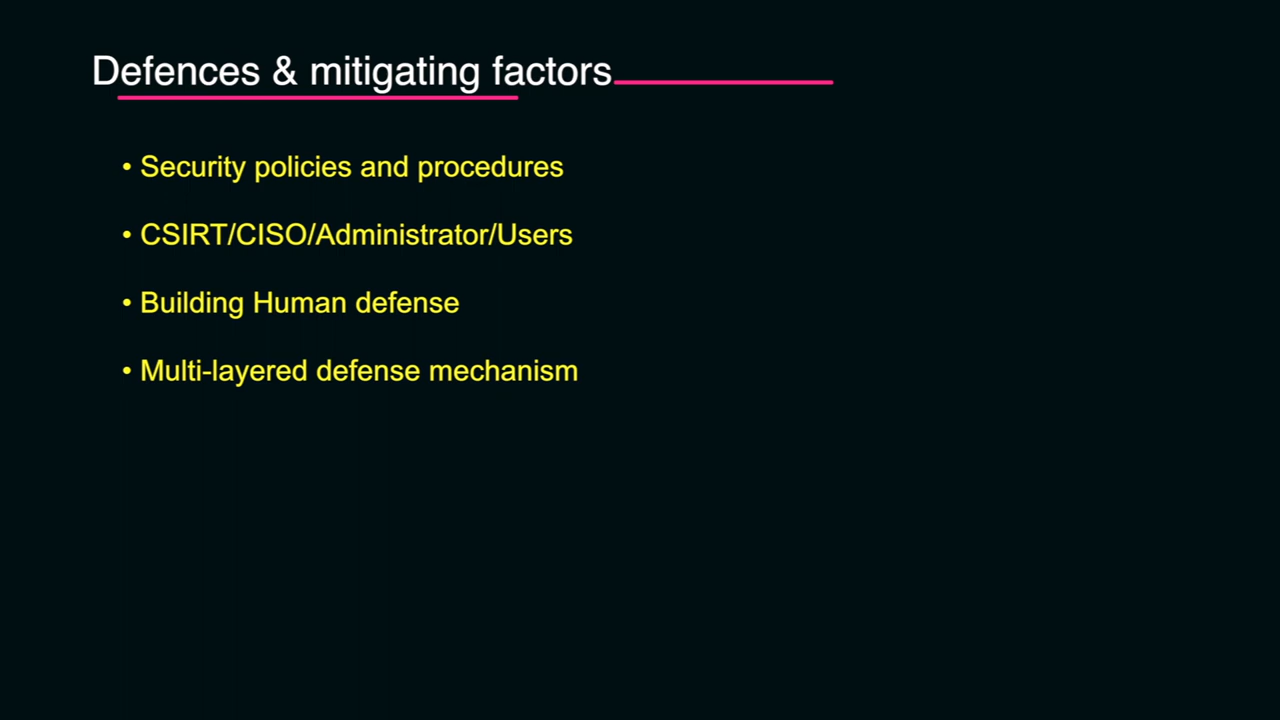 Defences & mitigating factors
• Security policies and procedures
• CSIRT/CISO/Administrator/Users
• Building Human defense
• Multi-layered defense mechanism